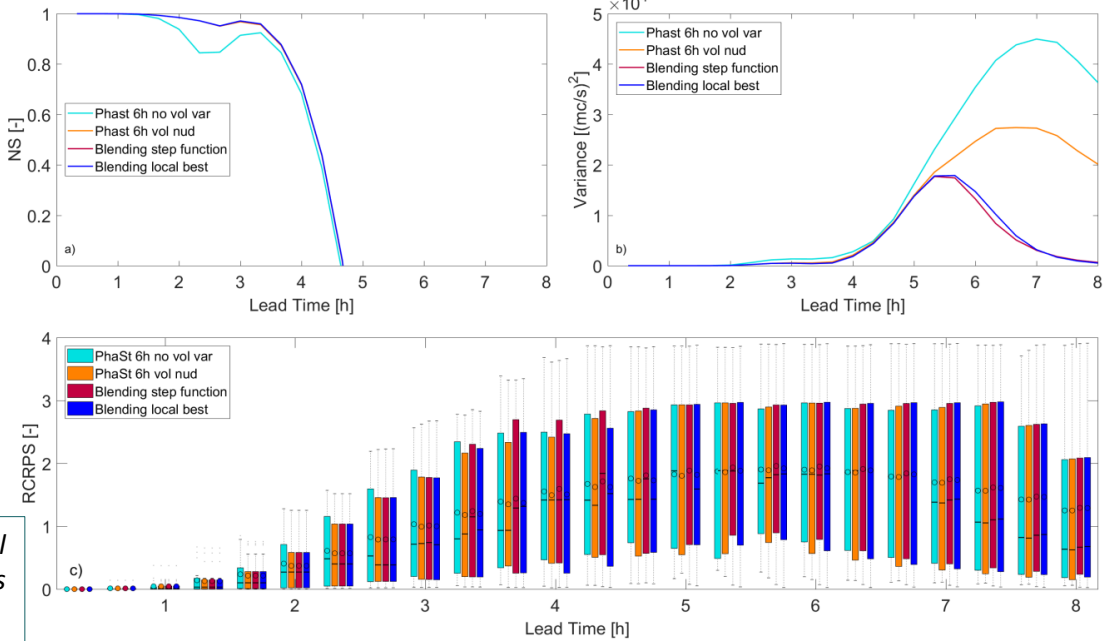 1
0.8
0.6
0.4
0.2
0
NS [-]
Phast 6h no vol var
Phast 6h vol nud
Blending step function
Blending local best
a)
0 1 2 3 4 5 6 7 8
Lead Time [h]
5
4
3
2
1
0
Variance [(mc/s)²]
Phast 6h no vol var
Phast 6h vol nud
Blending step function
Blending local best
b)
0 1 2 3 4 5 6 7 8
Lead Time [h]
4
3
2
1
0
RCRPS [-]
PhaSt 6h no vol var
PhaSt 6h vol nud
Blending step function
Blending local best
c)
1 2 3 4 5 6 7 8
Lead Time [h]